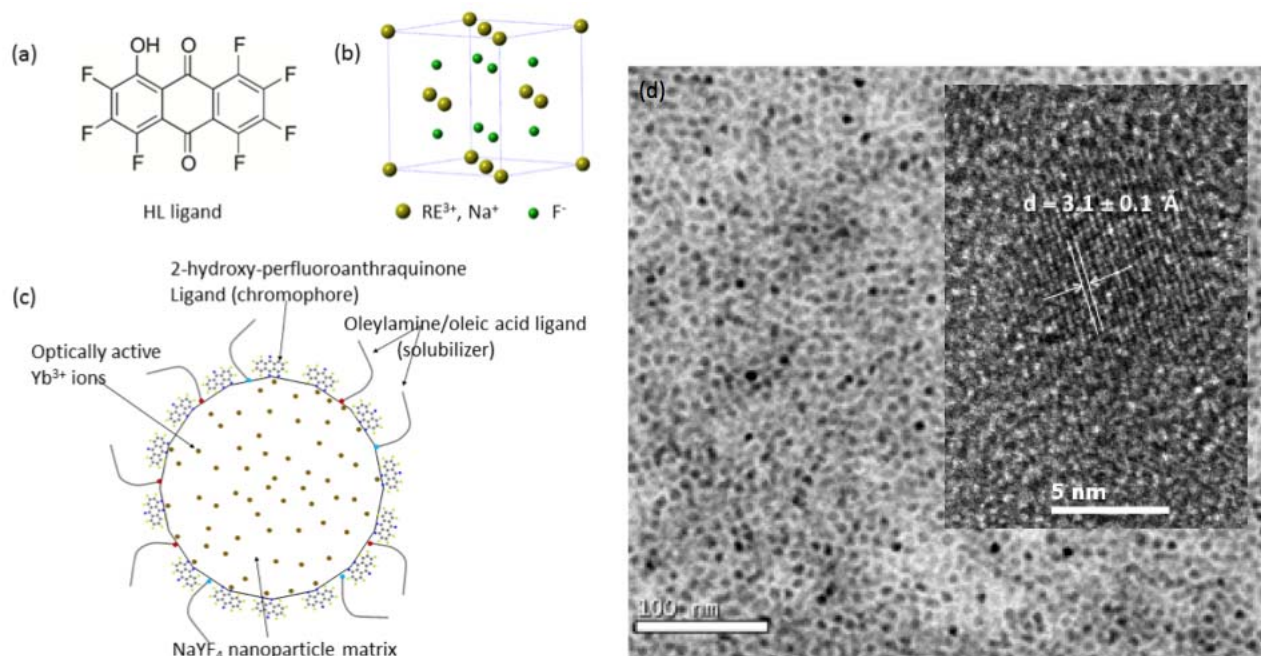 (a)
OH
O
F
F
F
F
F
F
F
O
HL ligand
(b)
RE³⁺, Na⁺
F⁻
(c)
2-hydroxy-perfluoroanthraquinone
Ligand (chromophore)
Oleylamine/oleic acid ligand
(solubilizer)
Optically active
Yb³⁺ ions
NaYF₄ nanoparticle matrix
(d)
d = 3.1 ± 0.1 Å
5 nm
100 nm